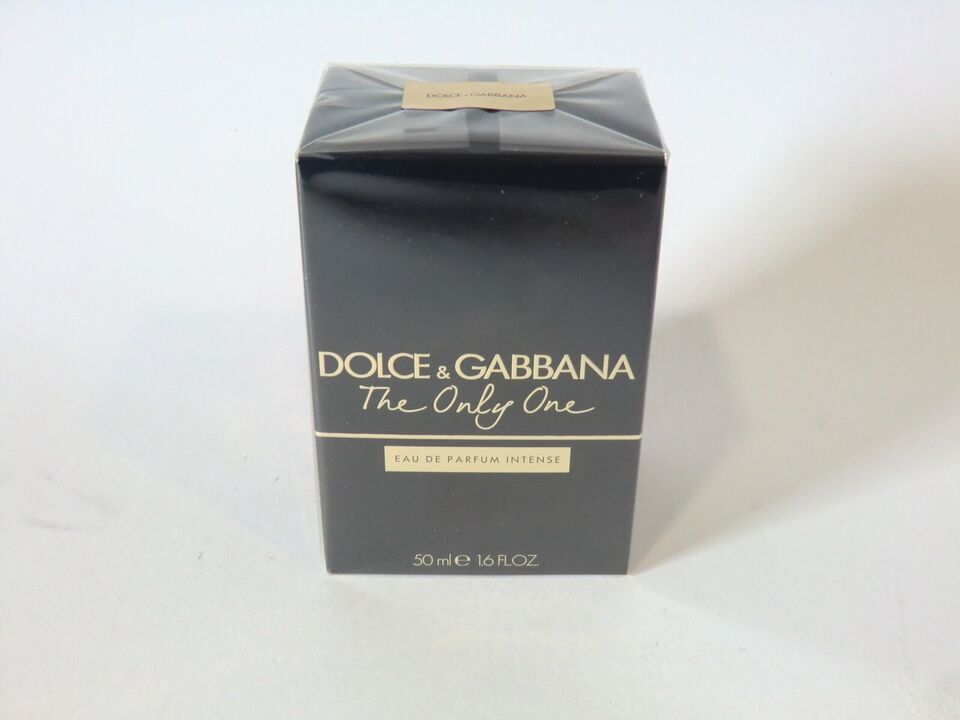 DOLCE & GABBANA
DOLCE & GABBANA
The Only One
EAU DE PARFUM INTENSE
50 ml e 1.6 FL.OZ.